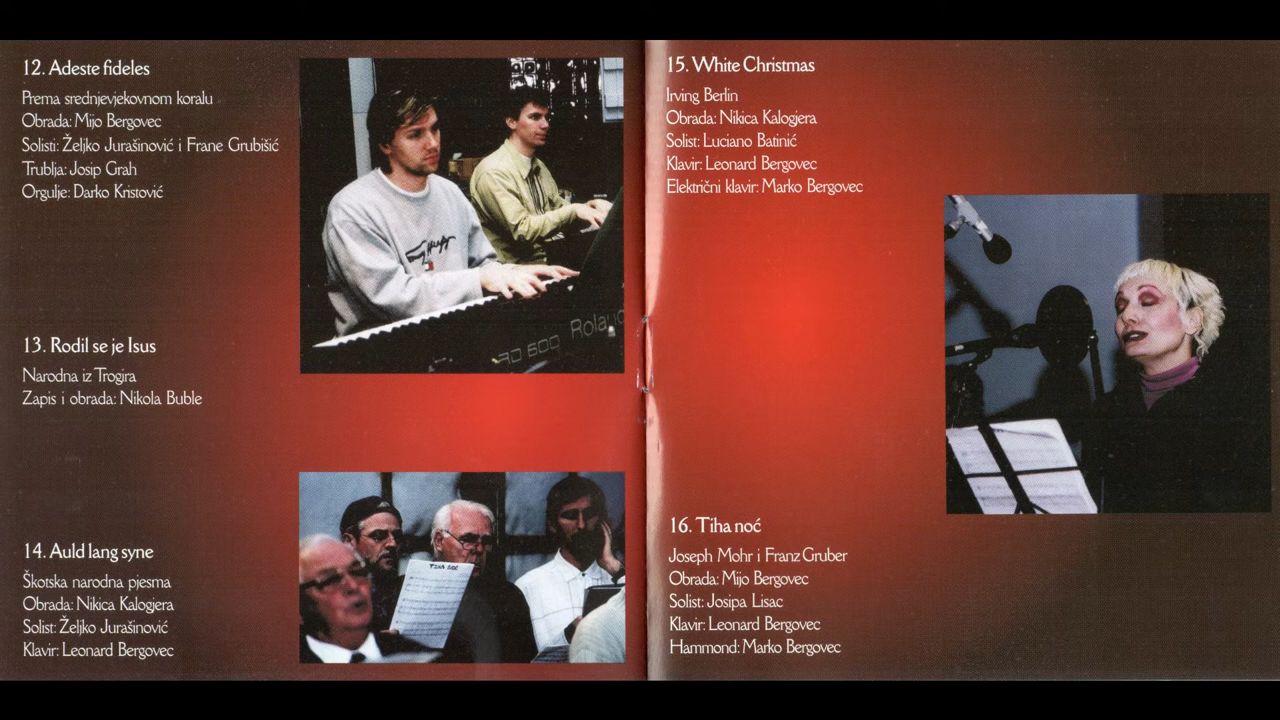 12. Adeste fideles
Prema srednjevjekovnom koralu
Obrada: Mijo Bergovec
Solisti: Željko Jurašinović i Frane Grubišić
Trublja: Josip Grah
Orgulje: Darko Kristović
13. Rodil se je Isus
Narodna iz Trogira
Zapis i obrada: Nikola Buble
14. Auld lang syne
Škotska narodna pjesma
Obrada: Nikica Kalogjera
Solist: Željko Jurašinović
Klavir: Leonard Bergovec
RD 600 Roland
TIHA NOĆ
15. White Christmas
Irving Berlin
Obrada: Nikica Kalogjera
Solist: Luciano Batinić
Klavir: Leonard Bergovec
Električni klavir: Marko Bergovec
16. Tiha noć
Joseph Mohr i Franz Gruber
Obrada: Mijo Bergovec
Solist: Josipa Lisac
Klavir: Leonard Bergovec
Hammond: Marko Bergovec